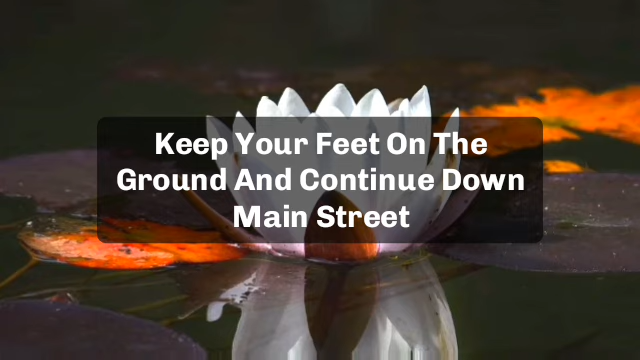 Keep Your Feet On The
Ground And Continue Down
Main Street